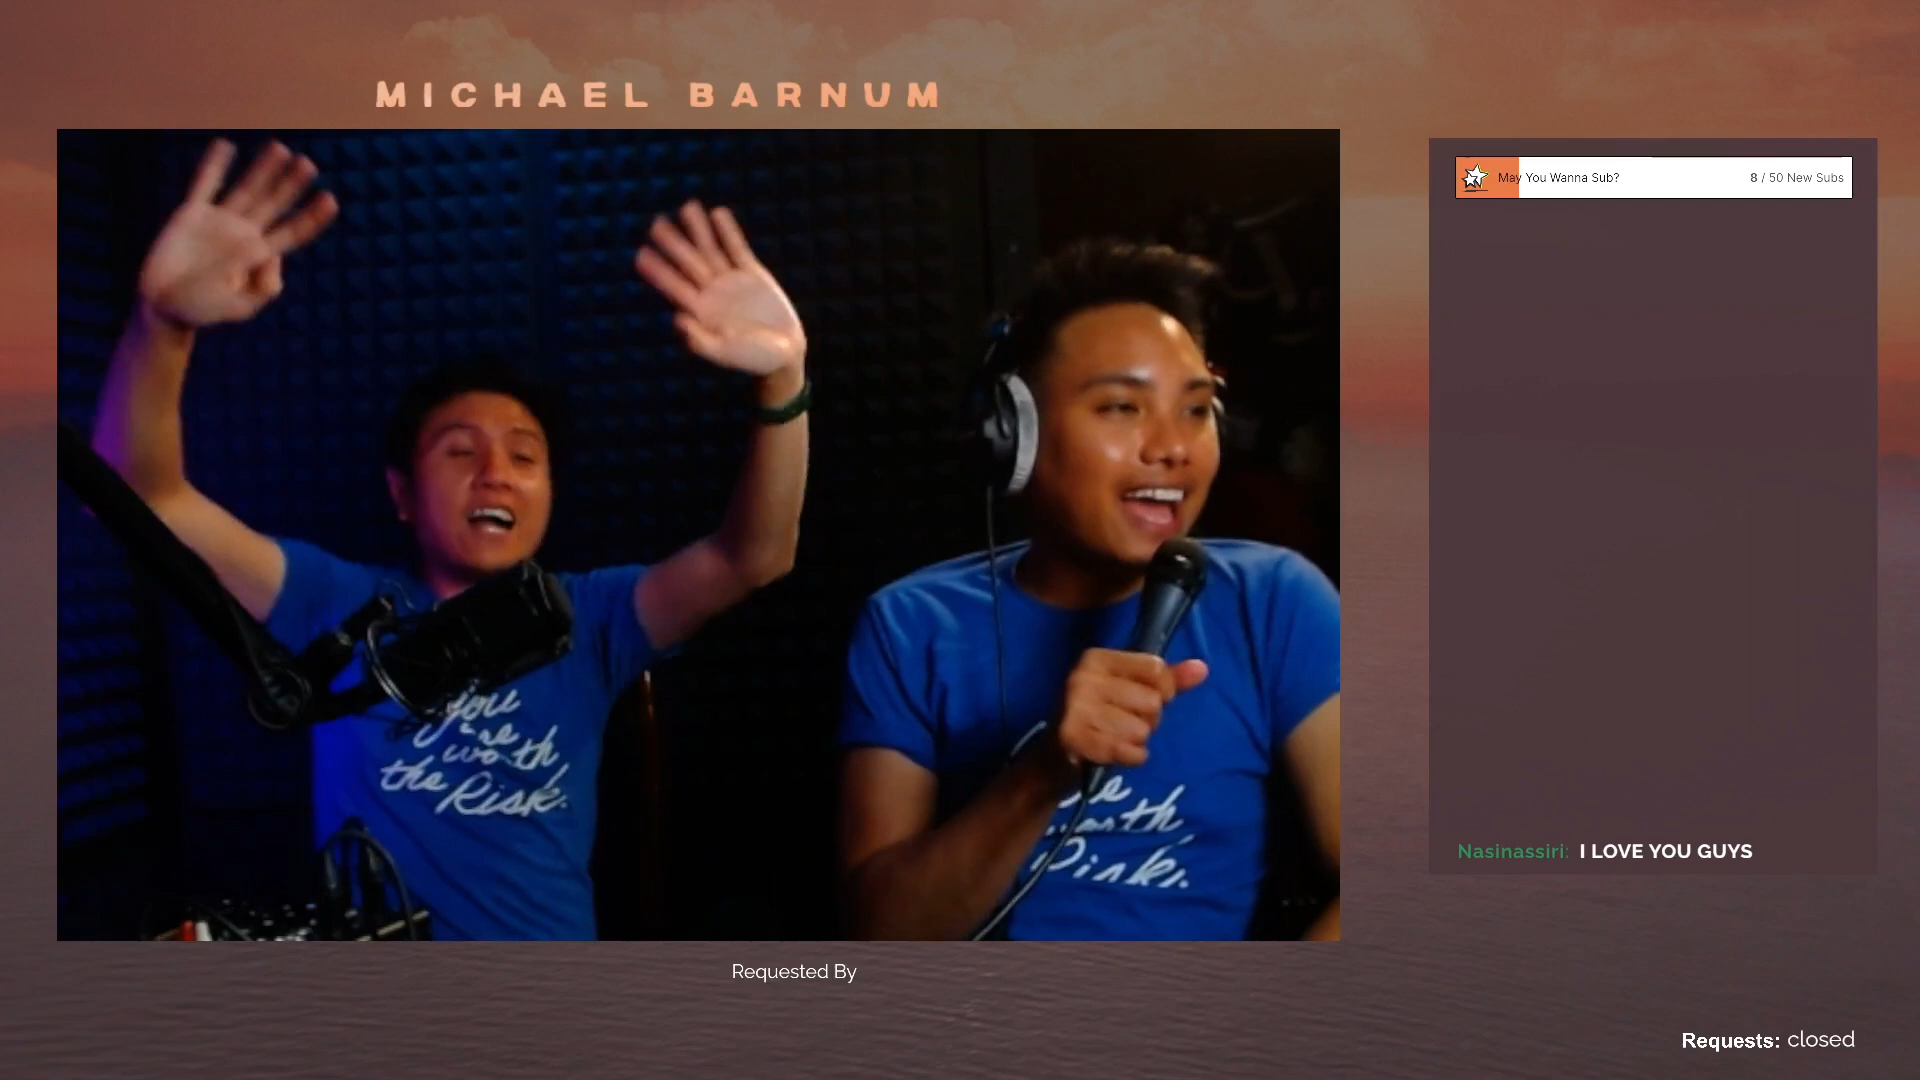 MICHAEL BARNUM
May You Wanna Sub?
8 / 50 New Subs
you
worth
the Risk.
Nasinassiri: I LOVE YOU GUYS
Requested By
Requests: closed